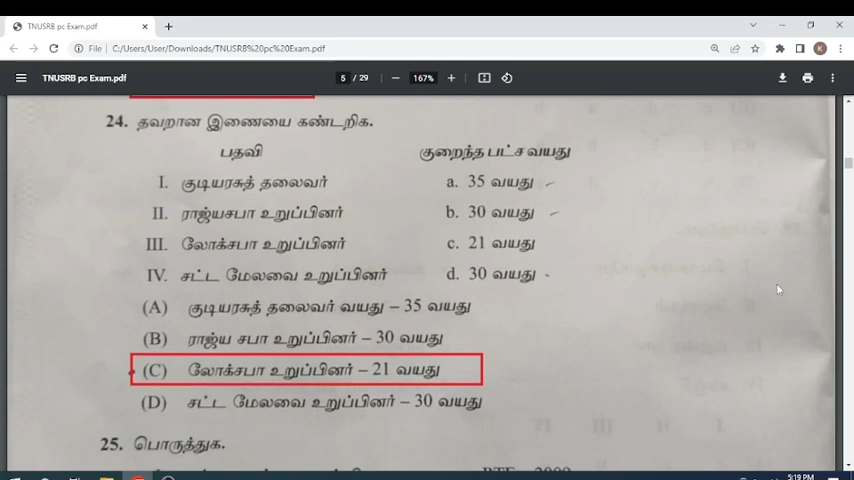 TNUSRB pc Exam.pdf
File | C:/Users/User/Downloads/TNUSRB%20pc%20Exam.pdf
K
TNUSRB pc Exam.pdf 5 / 29 167%
24. தவறான இணையை கண்டறிக.
பதவி குறைந்த பட்ச வயது
I. குடியரசுத் தலைவர் a. 35 வயது
II. ராஜ்யசபா உறுப்பினர் b. 30 வயது
III. லோக்சபா உறுப்பினர் c. 21 வயது
IV. சட்ட மேலவை உறுப்பினர் d. 30 வயது
(A) குடியரசுத் தலைவர் வயது – 35 வயது
(B) ராஜ்ய சபா உறுப்பினர் – 30 வயது
(C) லோக்சபா உறுப்பினர் – 21 வயது
(D) சட்ட மேலவை உறுப்பினர் – 30 வயது
25. பொருத்துக.
5:19 PM